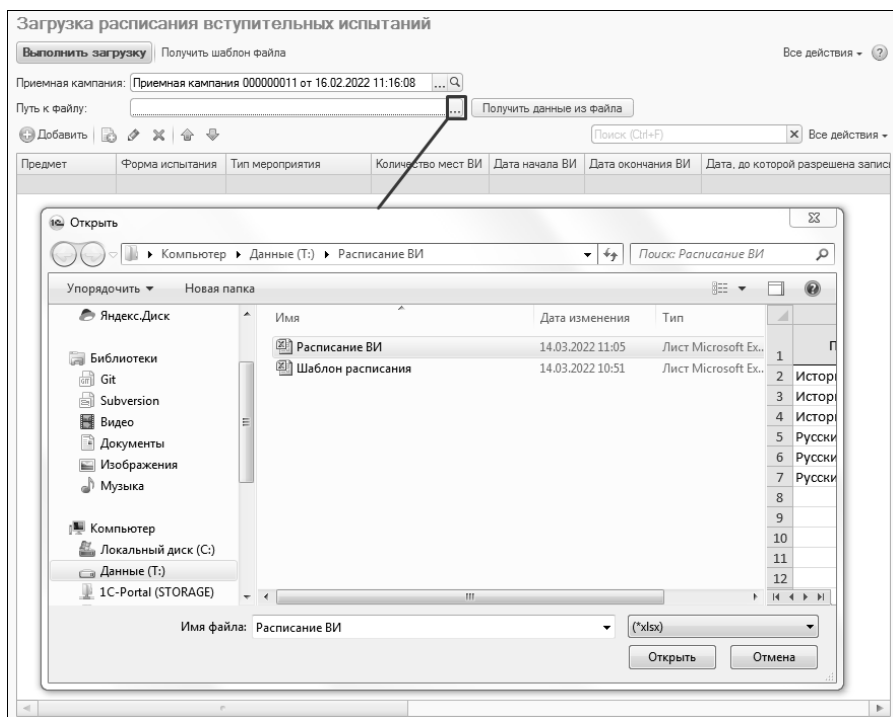 Загрузка расписания вступительных испытаний
Выполнить загрузку Получить шаблон файла Все действия ?
Приемная кампания: Приемная кампания 000000011 от 16.02.2022 11:16:08 ...
Путь к файлу: ... Получить данные из файла
Добавить Поиск (Ctrl+F) X Все действия
Предмет Форма испытания Тип мероприятия Количество мест ВИ Дата начала ВИ Дата окончания ВИ Дата, до которой разрешена запис
1С Открыть
Компьютер Данные (T:) Расписание ВИ Поиск: Расписание ВИ
Упорядочить Новая папка ?
Яндекс.Диск Имя Дата изменения Тип
Библиотеки
Git
Subversion
Видео
Документы
Изображения
Музыка
Компьютер
Локальный диск (C:)
Данные (T:)
1C-Portal (STORAGE)
Расписание ВИ 14.03.2022 11:05 Лист Microsoft Ex...
Шаблон расписания 14.03.2022 10:51 Лист Microsoft Ex...
1 П
2 Истори
3 Истори
4 Истори
5 Русски
6 Русски
7 Русски
8
9
10
11
12
Имя файла: Расписание ВИ (*xlsx)
Открыть Отмена